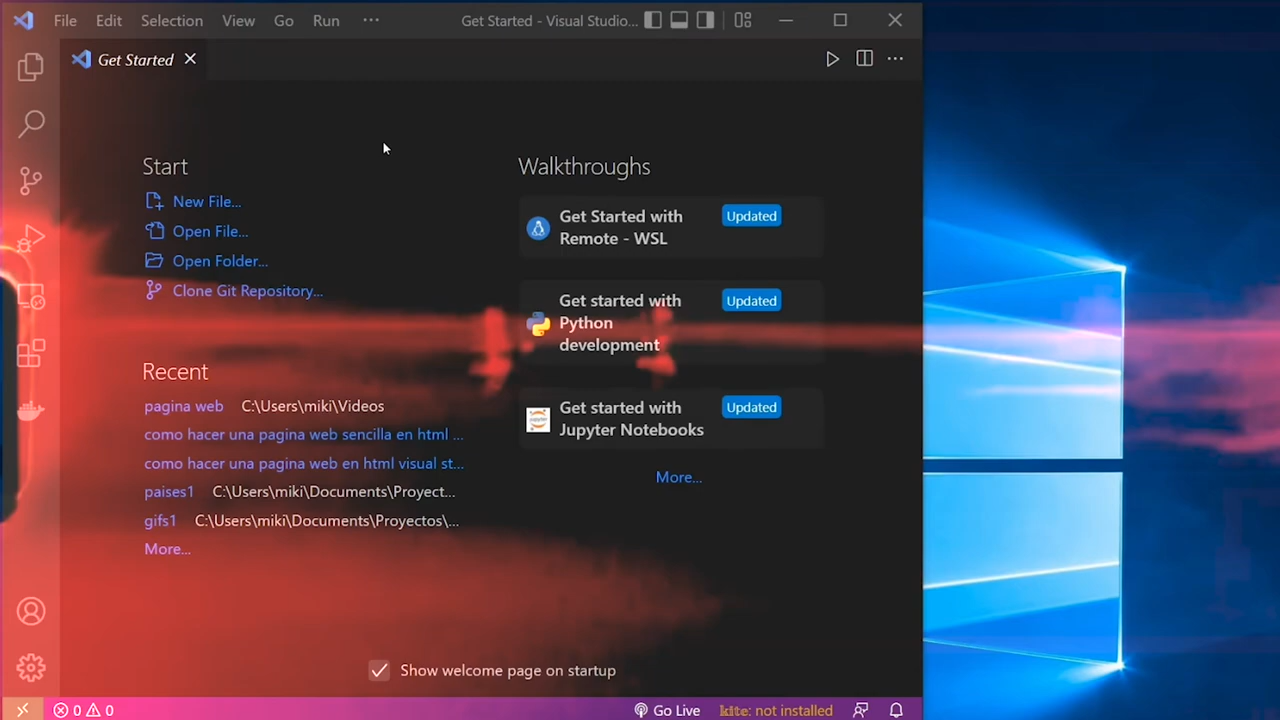 File Edit Selection View Go Run ··· Get Started - Visual Studio...
Get Started
Start
New File...
Open File...
Open Folder...
Clone Git Repository...
Recent
pagina web C:\Users\miki\Videos
como hacer una pagina web sencilla en html ...
como hacer una pagina web en html visual st...
paises1 C:\Users\miki\Documents\Proyect...
gifs1 C:\Users\miki\Documents\Proyectos\...
More...
Walkthroughs
Get Started with Updated
Remote - WSL
Get started with Updated
Python
development
Get started with Updated
Jupyter Notebooks
More...
Show welcome page on startup
0 0 Go Live kite: not installed